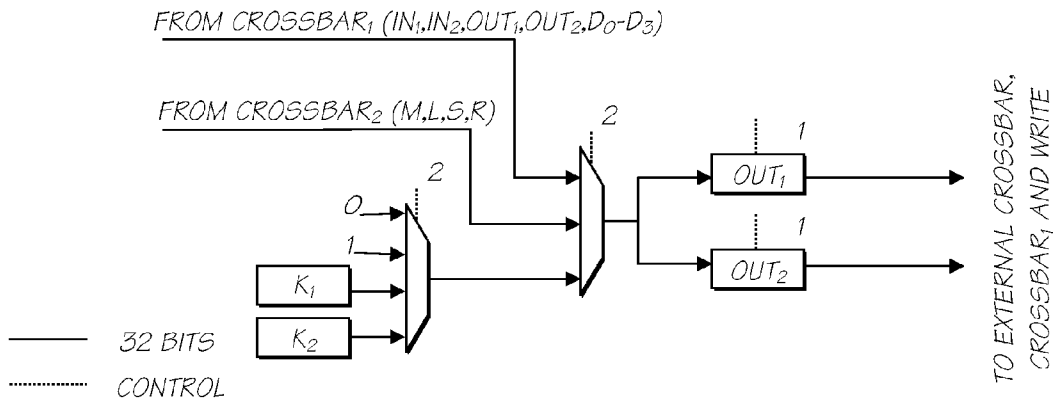 FROM CROSSBAR₁ (IN₁,IN₂,OUT₁,OUT₂,D₀-D₃)
FROM CROSSBAR₂ (M,L,S,R)
2
2
0
1
K₁
K₂
1
OUT₁
1
OUT₂
TO EXTERNAL CROSSBAR,
CROSSBAR₁ AND WRITE
32 BITS
CONTROL